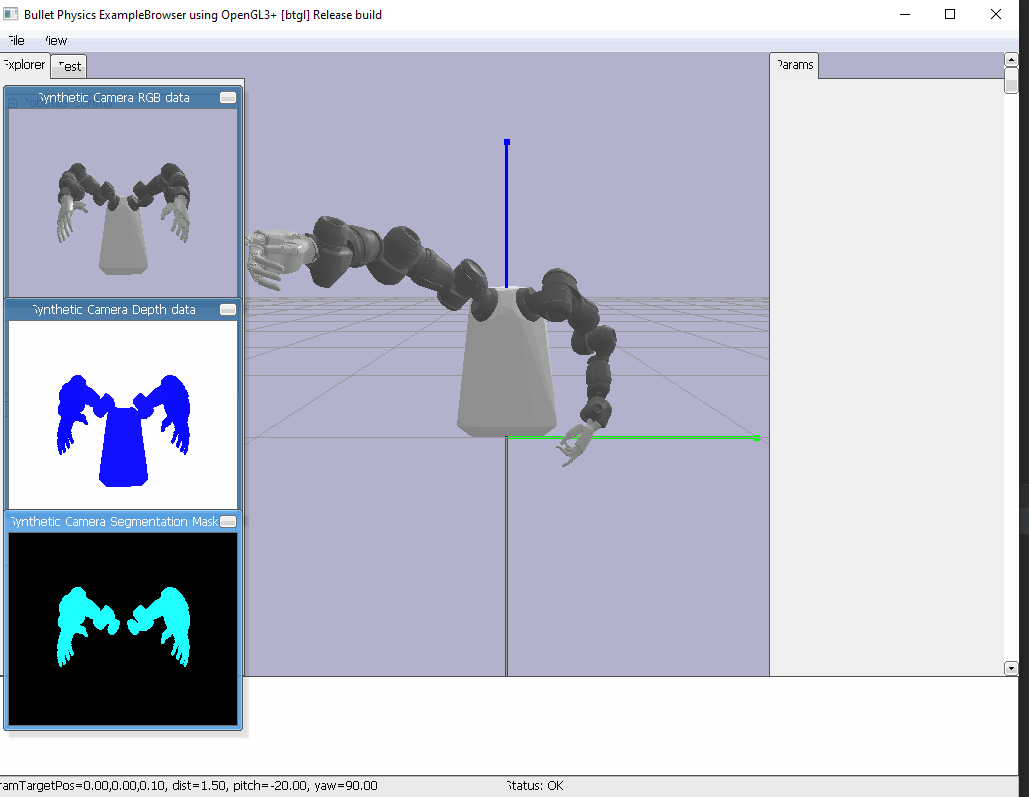 Bullet Physics ExampleBrowser using OpenGL3+ [btgl] Release build
File View
Explorer Test Params
Synthetic Camera RGB data
Synthetic Camera Depth data
Synthetic Camera Segmentation Mask
ramTargetPos=0.00,0.00,0.10, dist=1.50, pitch=-20.00, yaw=90.00 Status: OK